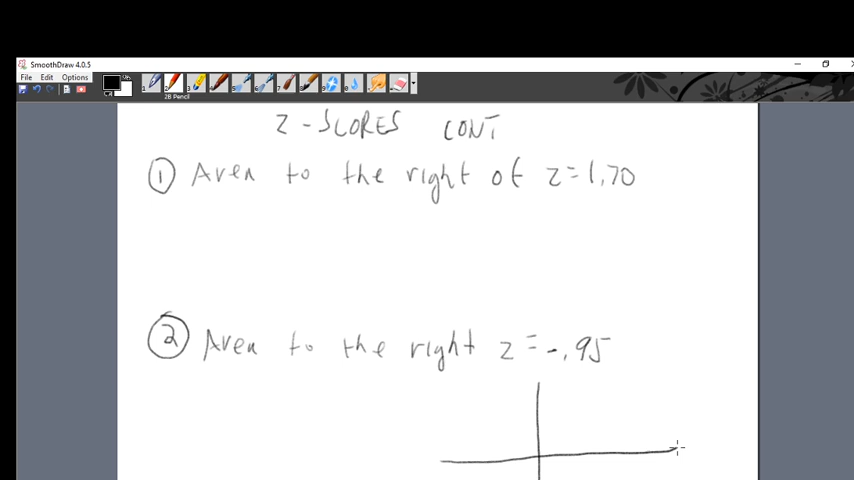 SmoothDraw 4.0.5
File Edit Options
2B Pencil
Z-SCORES CONT
1 Area to the right of z=1.70
2 Area to the right z=-.95